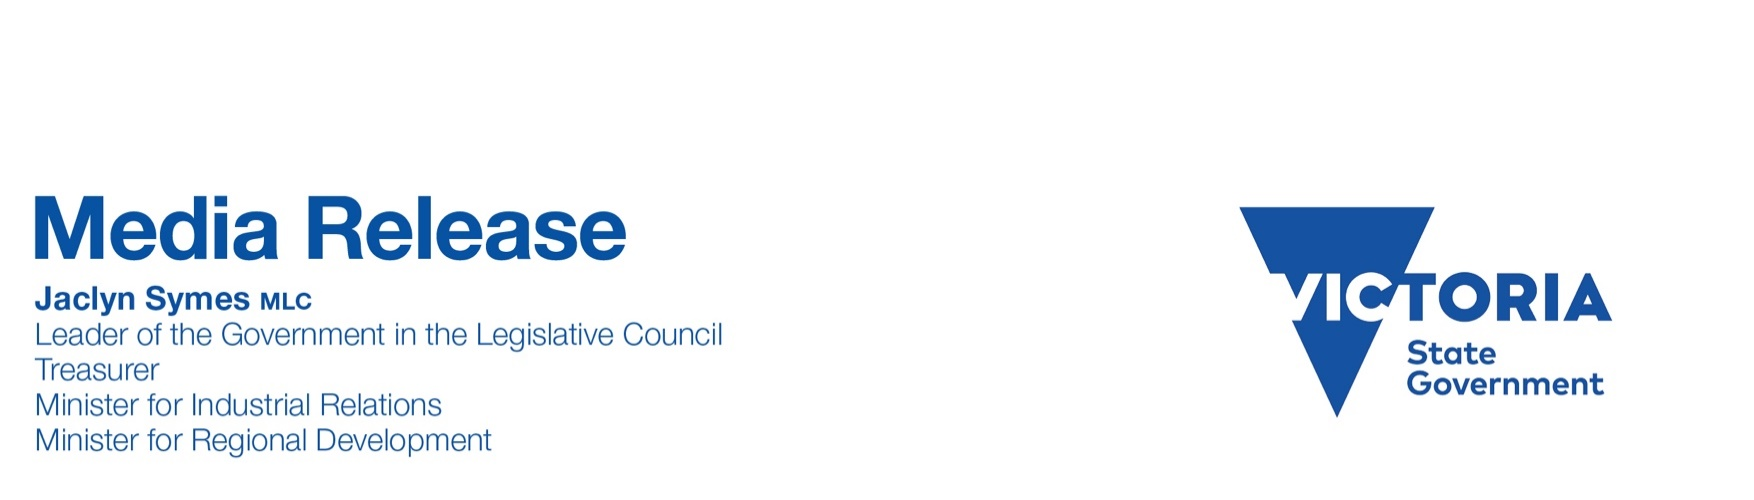 Media Release
Jaclyn Symes MLC
Leader of the Government in the Legislative Council
Treasurer
Minister for Industrial Relations
Minister for Regional Development
VICTORIA
State
Government